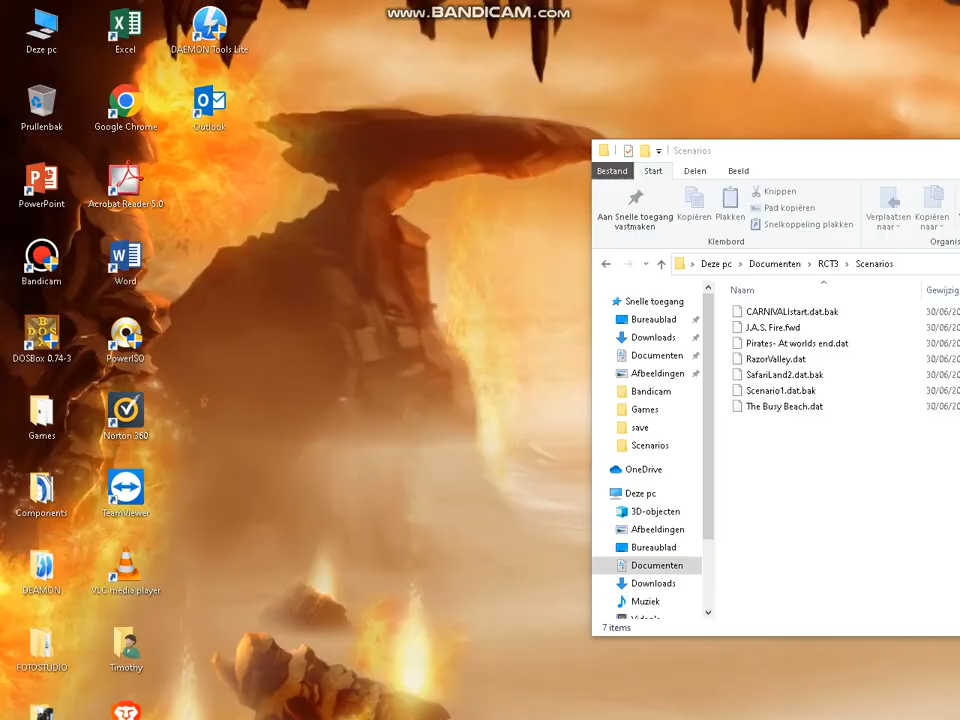 www.BANDICAM.com
Deze pc
Excel
DAEMON Tools Lite
Prullenbak
Google Chrome
Outlook
PowerPoint
Acrobat Reader 5.0
Bandicam
Word
DOSBox 0.74-3
PowerISO
Games
Norton 360
Components
TeamViewer
DEAMON
VLC media player
FOTOSTUDIO
Timothy
Scenarios
Bestand Start Delen Beeld
Aan Snelle toegang vastmaken
Kopiëren
Plakken
Knippen
Pad kopiëren
Snelkoppeling plakken
Verplaatsen naar
Kopiëren naar
Klembord
Organis
Deze pc > Documenten > RCT3 > Scenarios
Naam
Gewijzig
Snelle toegang
Bureaublad
Downloads
Documenten
Afbeeldingen
Bandicam
Games
save
Scenarios
OneDrive
Deze pc
3D-objecten
Afbeeldingen
Bureaublad
Documenten
Downloads
Muziek
CARNIVALIstart.dat.bak 30/06/20
J.A.S. Fire.fwd 30/06/20
Pirates- At worlds end.dat 30/06/20
RazorValley.dat 30/06/20
SafariLand2.dat.bak 30/06/20
Scenario1.dat.bak 30/06/20
The Busy Beach.dat 30/06/20
7 items